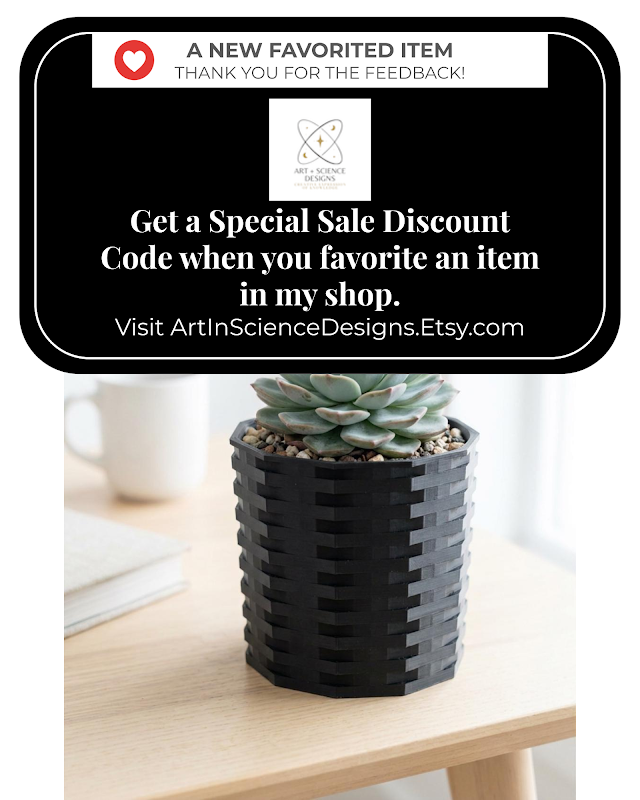 A NEW FAVORITED ITEM
THANK YOU FOR THE FEEDBACK!
ART + SCIENCE
DESIGNS
Get a Special Sale Discount
Code when you favorite an item
in my shop.
Visit ArtInScienceDesigns.Etsy.com